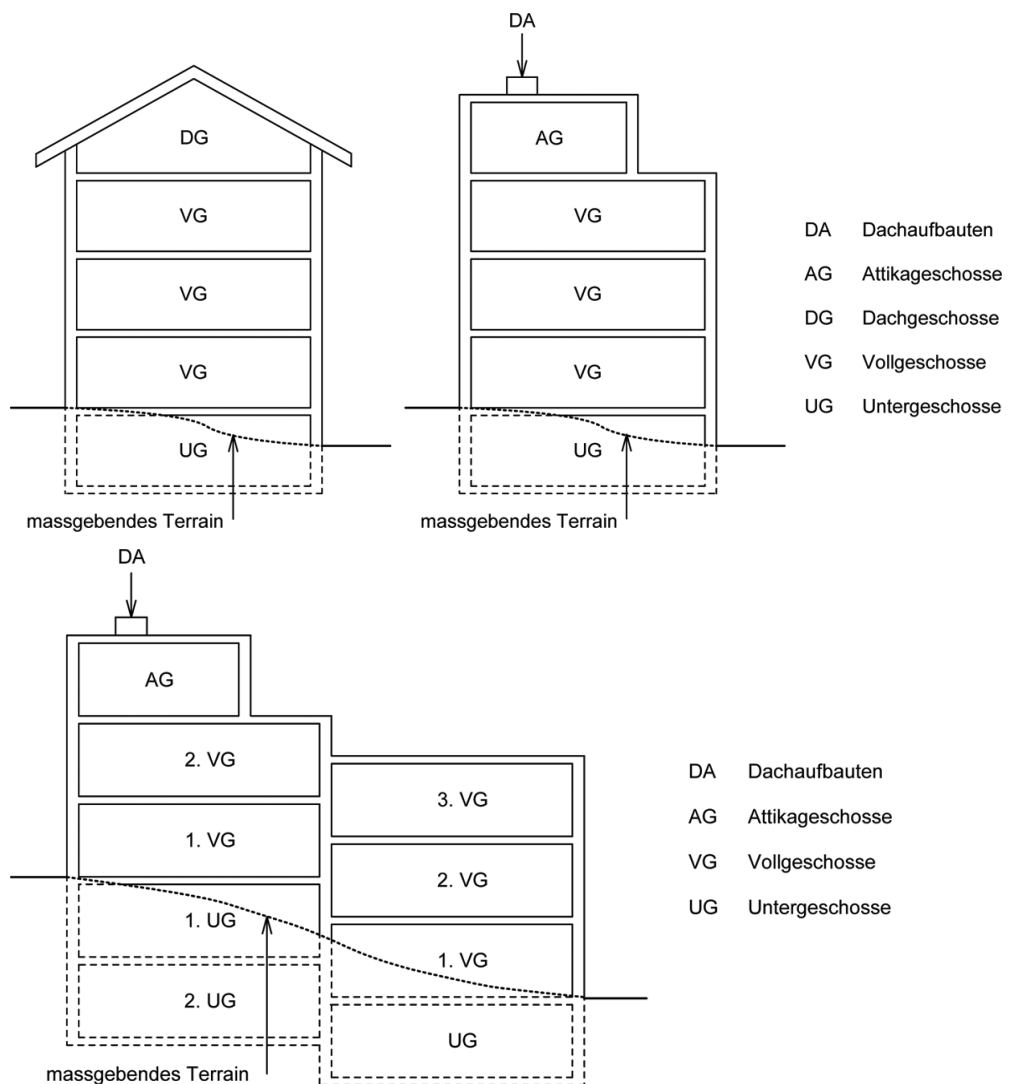 DA
DG
AG
VG
VG
VG
VG
VG
VG
UG
UG
massgebendes Terrain
massgebendes Terrain
DA Dachaufbauten
AG Attikageschosse
DG Dachgeschosse
VG Vollgeschosse
UG Untergeschosse
DA
AG
2. VG
3. VG
1. VG
2. VG
1. UG
1. VG
2. UG
UG
massgebendes Terrain
DA Dachaufbauten
AG Attikageschosse
VG Vollgeschosse
UG Untergeschosse